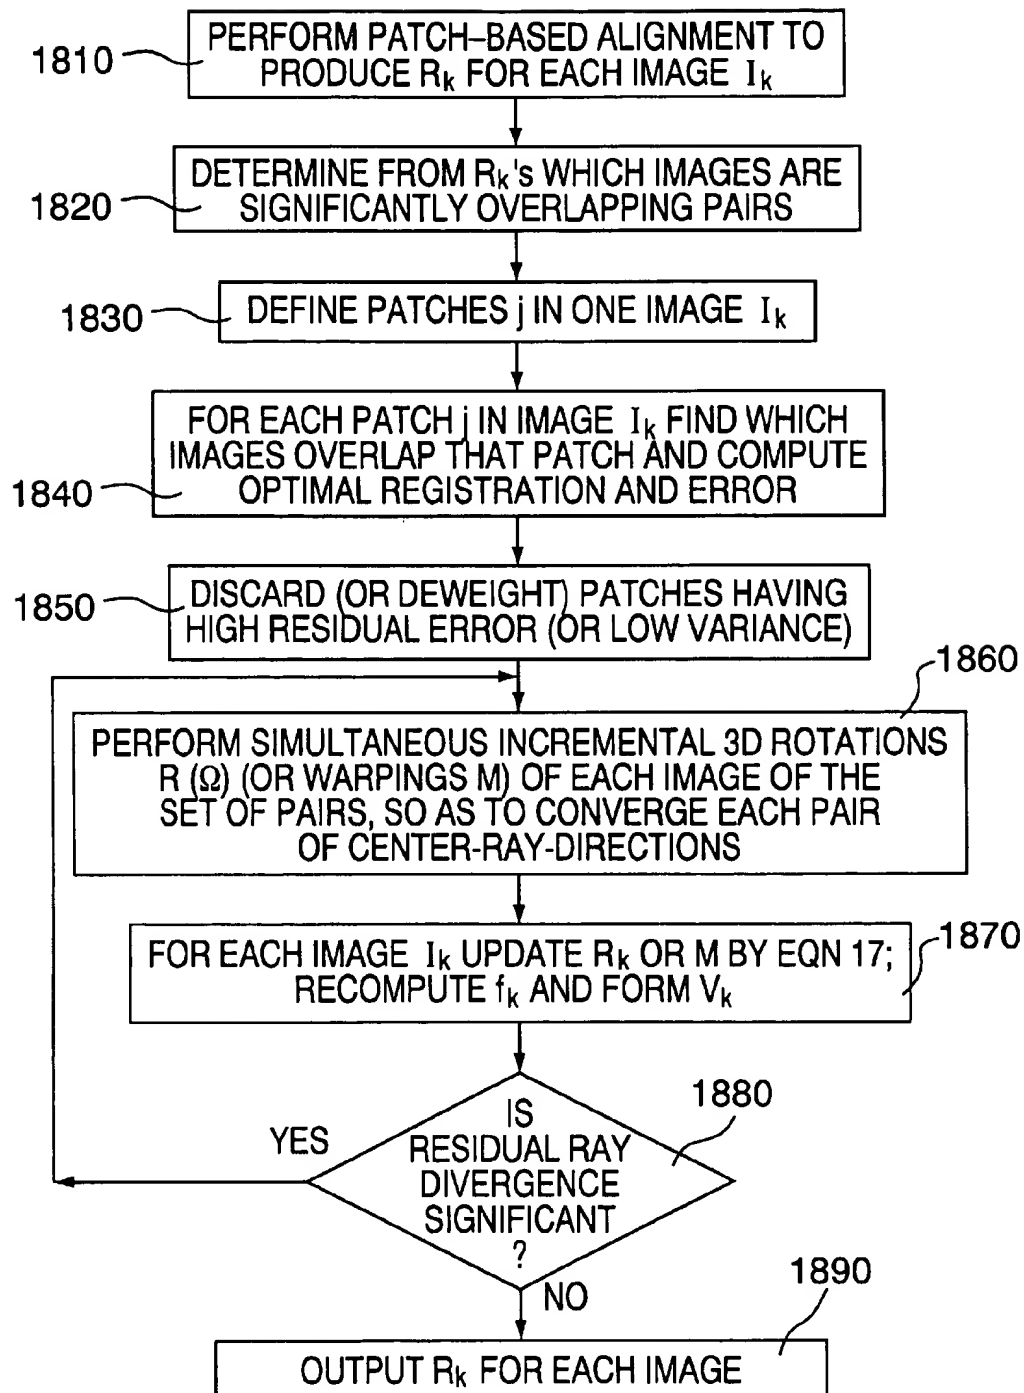 1810
PERFORM PATCH-BASED ALIGNMENT TO
PRODUCE Rk FOR EACH IMAGE Ik
1820
DETERMINE FROM Rk'S WHICH IMAGES ARE
SIGNIFICANTLY OVERLAPPING PAIRS
1830
DEFINE PATCHES j IN ONE IMAGE Ik
1840
FOR EACH PATCH j IN IMAGE Ik FIND WHICH
IMAGES OVERLAP THAT PATCH AND COMPUTE
OPTIMAL REGISTRATION AND ERROR
1850
DISCARD (OR DEWEIGHT) PATCHES HAVING
HIGH RESIDUAL ERROR (OR LOW VARIANCE)
1860
PERFORM SIMULTANEOUS INCREMENTAL 3D ROTATIONS
R (Ω) (OR WARPINGS M) OF EACH IMAGE OF THE
SET OF PAIRS, SO AS TO CONVERGE EACH PAIR
OF CENTER-RAY-DIRECTIONS
1870
FOR EACH IMAGE Ik UPDATE Rk OR M BY EQN 17;
RECOMPUTE fk AND FORM Vk
1880
YES
IS
RESIDUAL RAY
DIVERGENCE
SIGNIFICANT
?
NO
1890
OUTPUT Rk FOR EACH IMAGE